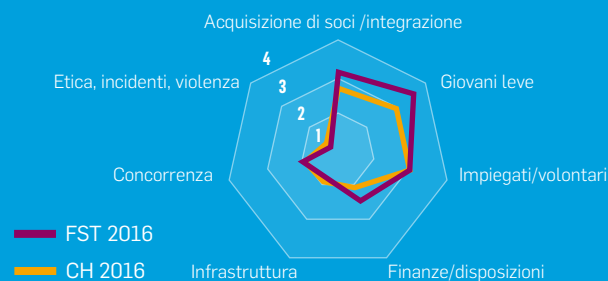 Acquisizione di soci /integrazione
4
Etica, incidenti, violenza
3
Giovani leve
2
1
Concorrenza
Impiegati/volontari
FST 2016
CH 2016
Infrastruttura
Finanze/disposizioni